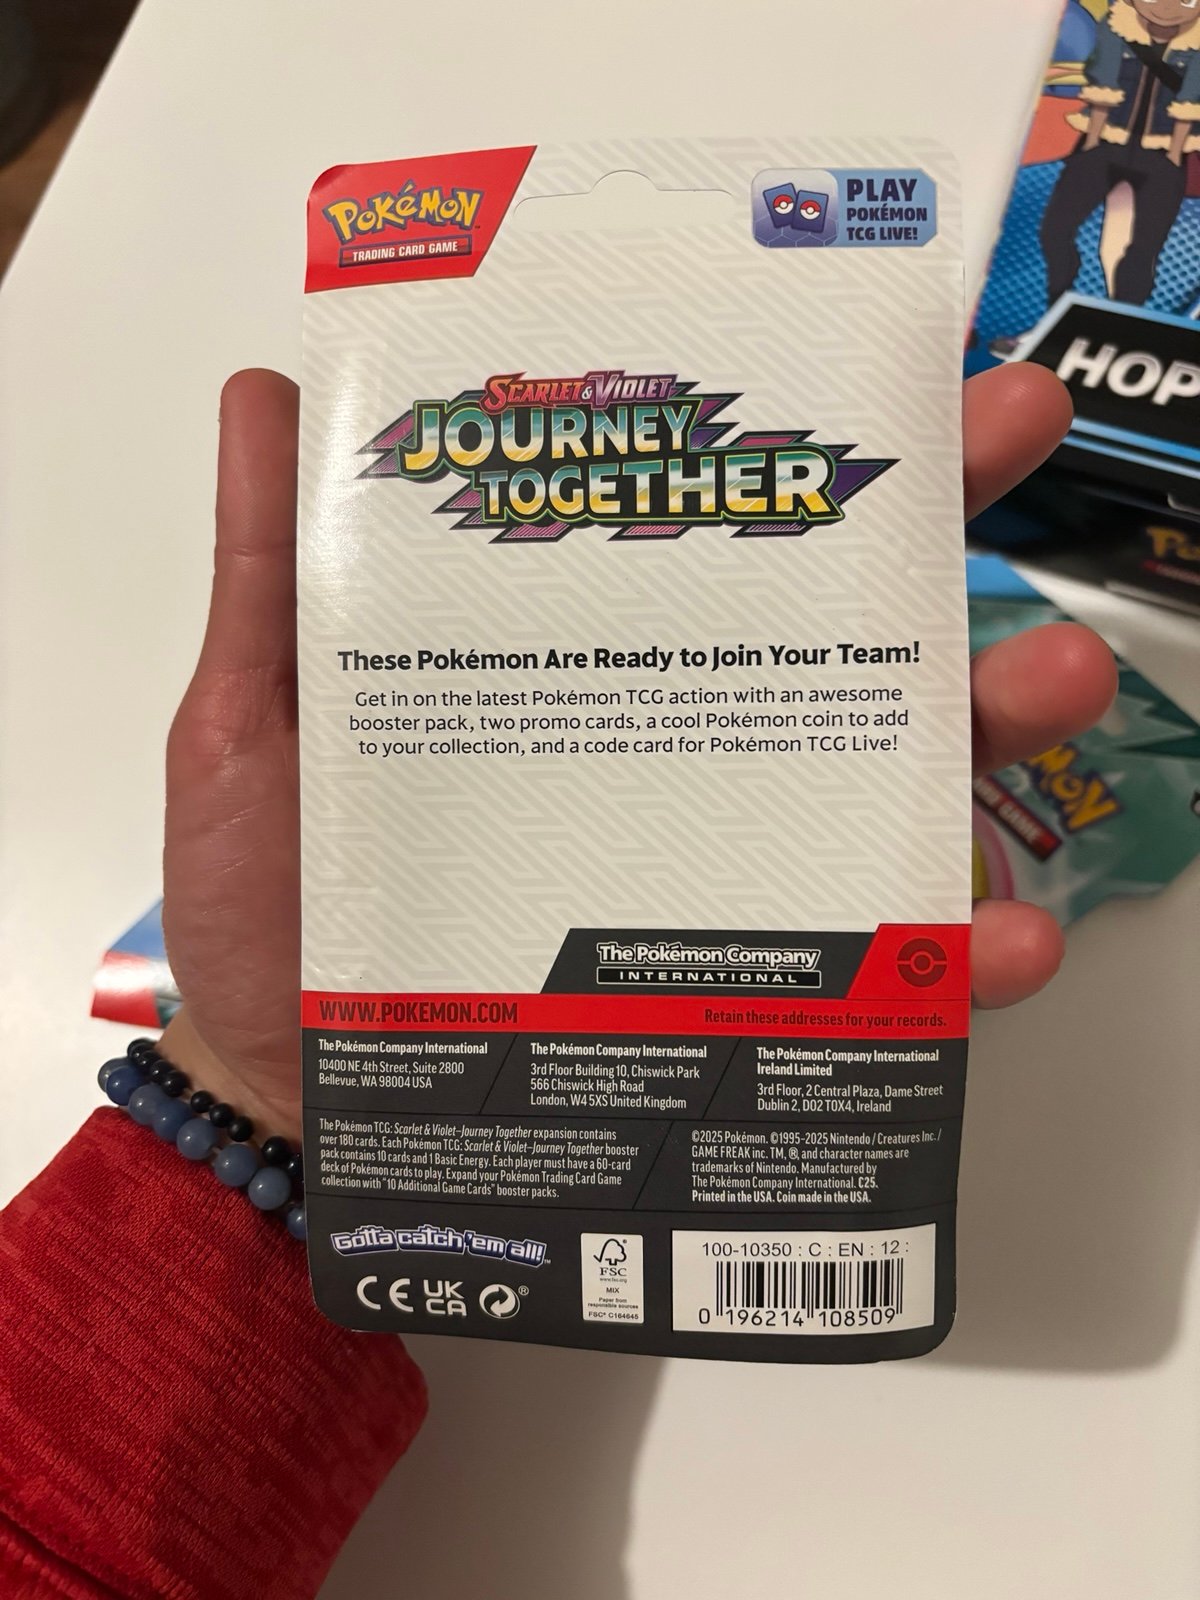 POKéMON
TRADING CARD GAME
PLAY
POKÉMON
TCG LIVE!
HOP
SCARLET & VIOLET
JOURNEY
TOGETHER
These Pokémon Are Ready to Join Your Team!
Get in on the latest Pokémon TCG action with an awesome
booster pack, two promo cards, a cool Pokémon coin to add
to your collection, and a code card for Pokémon TCG Live!
GAME
The Pokémon Company
INTERNATIONAL
WWW.POKEMON.COM
Retain these addresses for your records.
The Pokémon Company International
10400 NE 4th Street, Suite 2800
Bellevue, WA 98004 USA
The Pokémon Company International
3rd Floor Building 10, Chiswick Park
566 Chiswick High Road
London, W4 5XS United Kingdom
The Pokémon Company International
Ireland Limited
3rd Floor, 2 Central Plaza, Dame Street
Dublin 2, D02 T0X4, Ireland
The Pokémon TCG: Scarlet & Violet–Journey Together expansion contains
over 180 cards. Each Pokémon TCG: Scarlet & Violet–Journey Together booster
pack contains 10 cards and 1 Basic Energy. Each player must have a 60-card
deck of Pokémon cards to play. Expand your Pokémon Trading Card Game
collection with "10 Additional Game Cards" booster packs.
©2025 Pokémon. ©1995-2025 Nintendo / Creatures Inc. /
GAME FREAK inc. TM, ®, and character names are
trademarks of Nintendo. Manufactured by
The Pokémon Company International. C25.
Printed in the USA. Coin made in the USA.
Gotta catch 'em all!™
CE UK CA ®
FSC®
www.fsc.org
MIX
Paper from
responsible sources
FSC® C164645
100-10350 : C : EN : 12 :
0 196214 108509